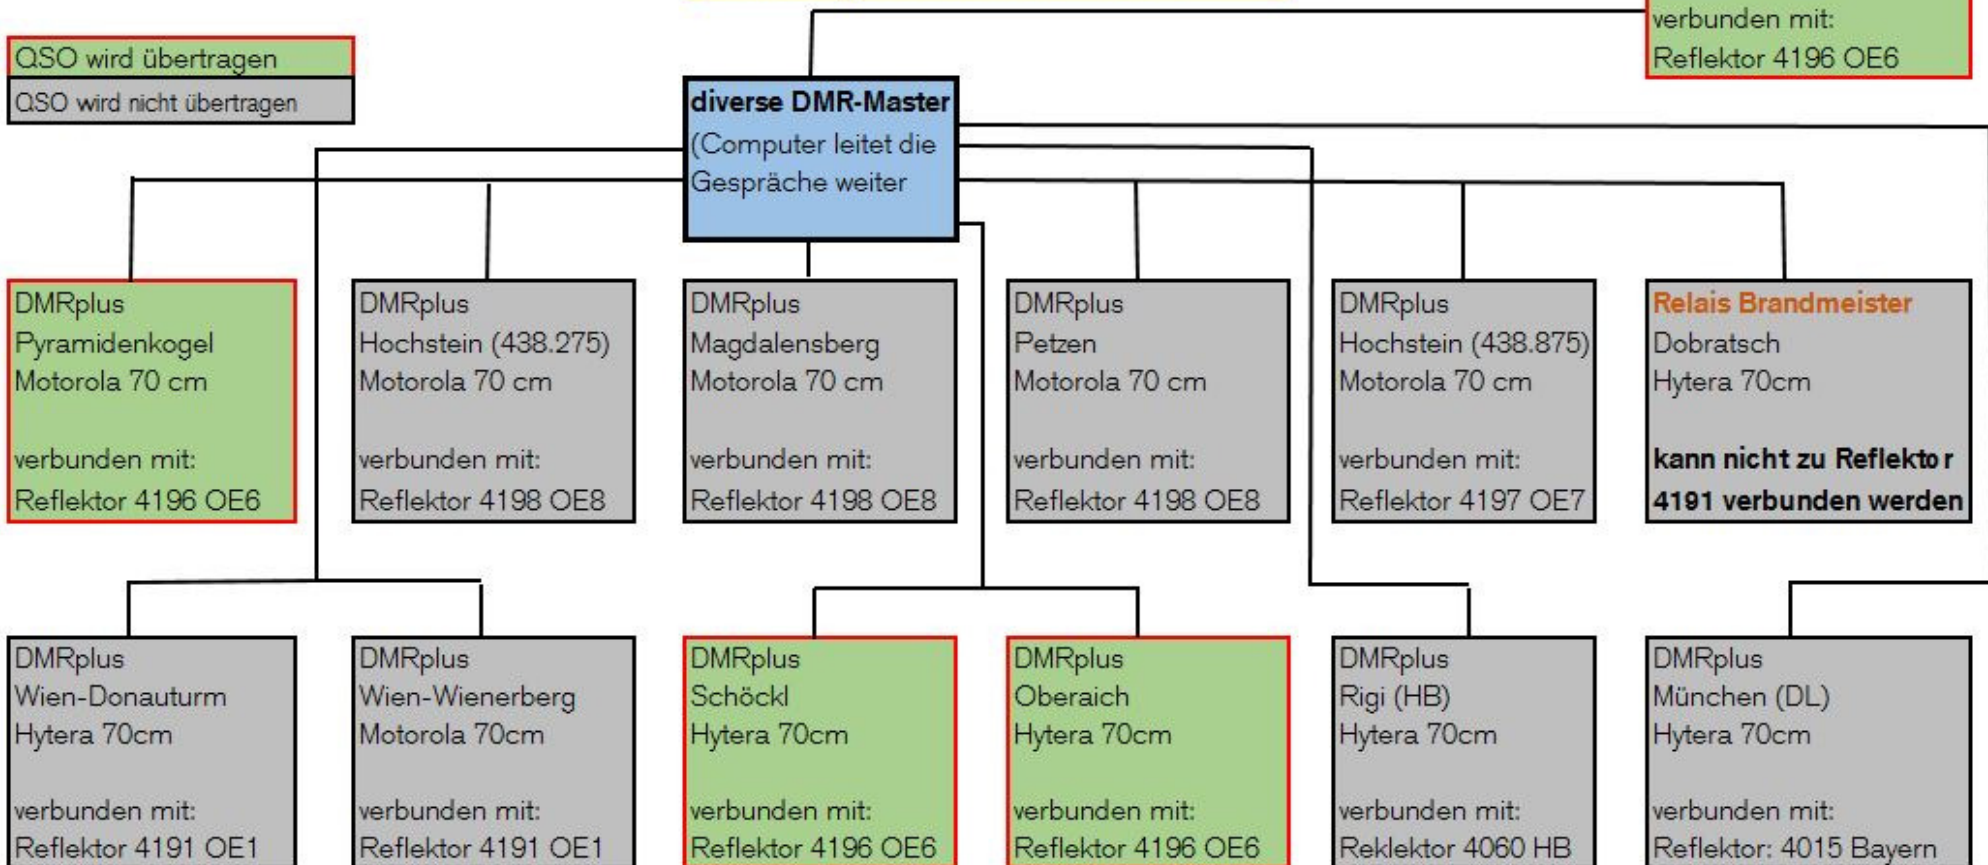 verbunden mit:
Reflektor 4196 OE6
QSO wird übertragen
QSO wird nicht übertragen
diverse DMR-Master
(Computer leitet die
Gespräche weiter
DMRplus
Pyramidenkogel
Motorola 70 cm
verbunden mit:
Reflektor 4196 OE6
DMRplus
Hochstein (438.275)
Motorola 70 cm
verbunden mit:
Reflektor 4198 OE8
DMRplus
Magdalensberg
Motorola 70 cm
verbunden mit:
Reflektor 4198 OE8
DMRplus
Petzen
Motorola 70 cm
verbunden mit:
Reflektor 4198 OE8
DMRplus
Hochstein (438.875)
Motorola 70 cm
verbunden mit:
Reflektor 4197 OE7
Relais Brandmeister
Dobratsch
Hytera 70cm
kann nicht zu Reflektor
4191 verbunden werden
DMRplus
Wien-Donauturm
Hytera 70cm
verbunden mit:
Reflektor 4191 OE1
DMRplus
Wien-Wienerberg
Motorola 70cm
verbunden mit:
Reflektor 4191 OE1
DMRplus
Schöckl
Hytera 70cm
verbunden mit:
Reflektor 4196 OE6
DMRplus
Oberaich
Hytera 70cm
verbunden mit:
Reflektor 4196 OE6
DMRplus
Rigi (HB)
Hytera 70cm
verbunden mit:
Reklektor 4060 HB
DMRplus
München (DL)
Hytera 70cm
verbunden mit:
Reflektor: 4015 Bayern